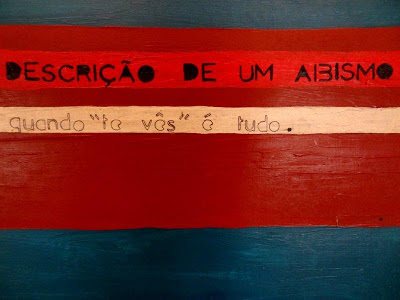 DESCRIÇÃO DE UM ABISMO
quando "te vês" é tudo.